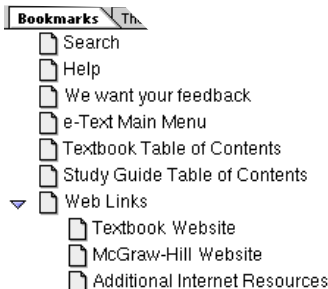 Bookmarks
Search
Help
We want your feedback
e-Text Main Menu
Textbook Table of Contents
Study Guide Table of Contents
Web Links
Textbook Website
McGraw-Hill Website
Additional Internet Resources